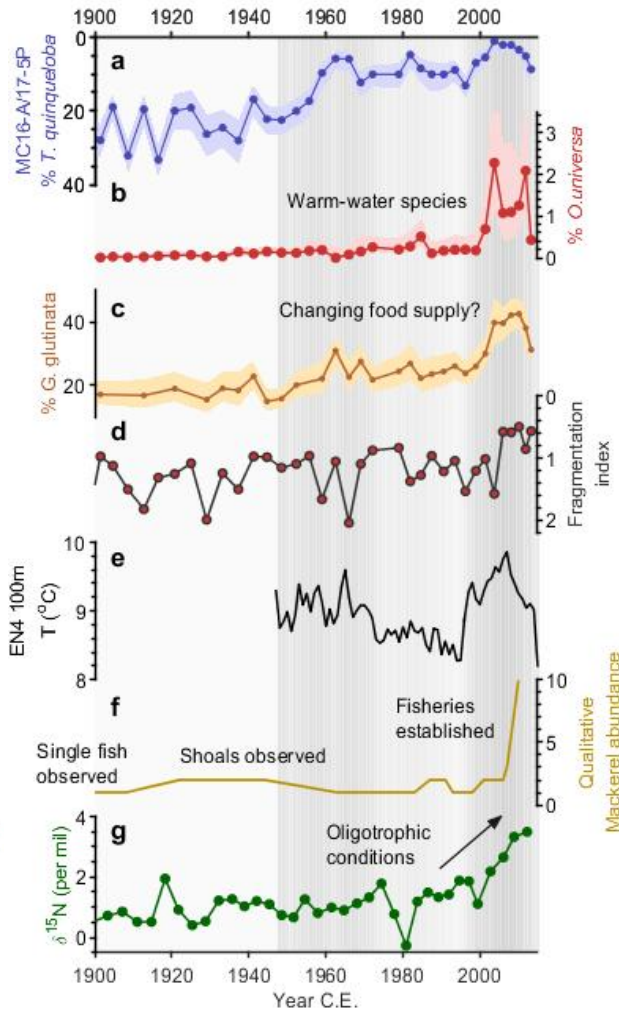 1900 1920 1940 1960 1980 2000
0
20
40
MC16-A/17-5P
% T. quinqueloba
a
b
Warm-water species
3
2
1
0
% O.universa
c
Changing food supply?
40
20
% G. glutinata
d
0
1
2
Fragmentation
index
e
10
9
8
EN4 100m
T (°C)
f
Single fish
observed
Shoals observed
Fisheries
established
10
5
0
Qualitative
Mackerel abundance
g
Oligotrophic
conditions
4
2
0
δ15N (per mil)
1900 1920 1940 1960 1980 2000
Year C.E.